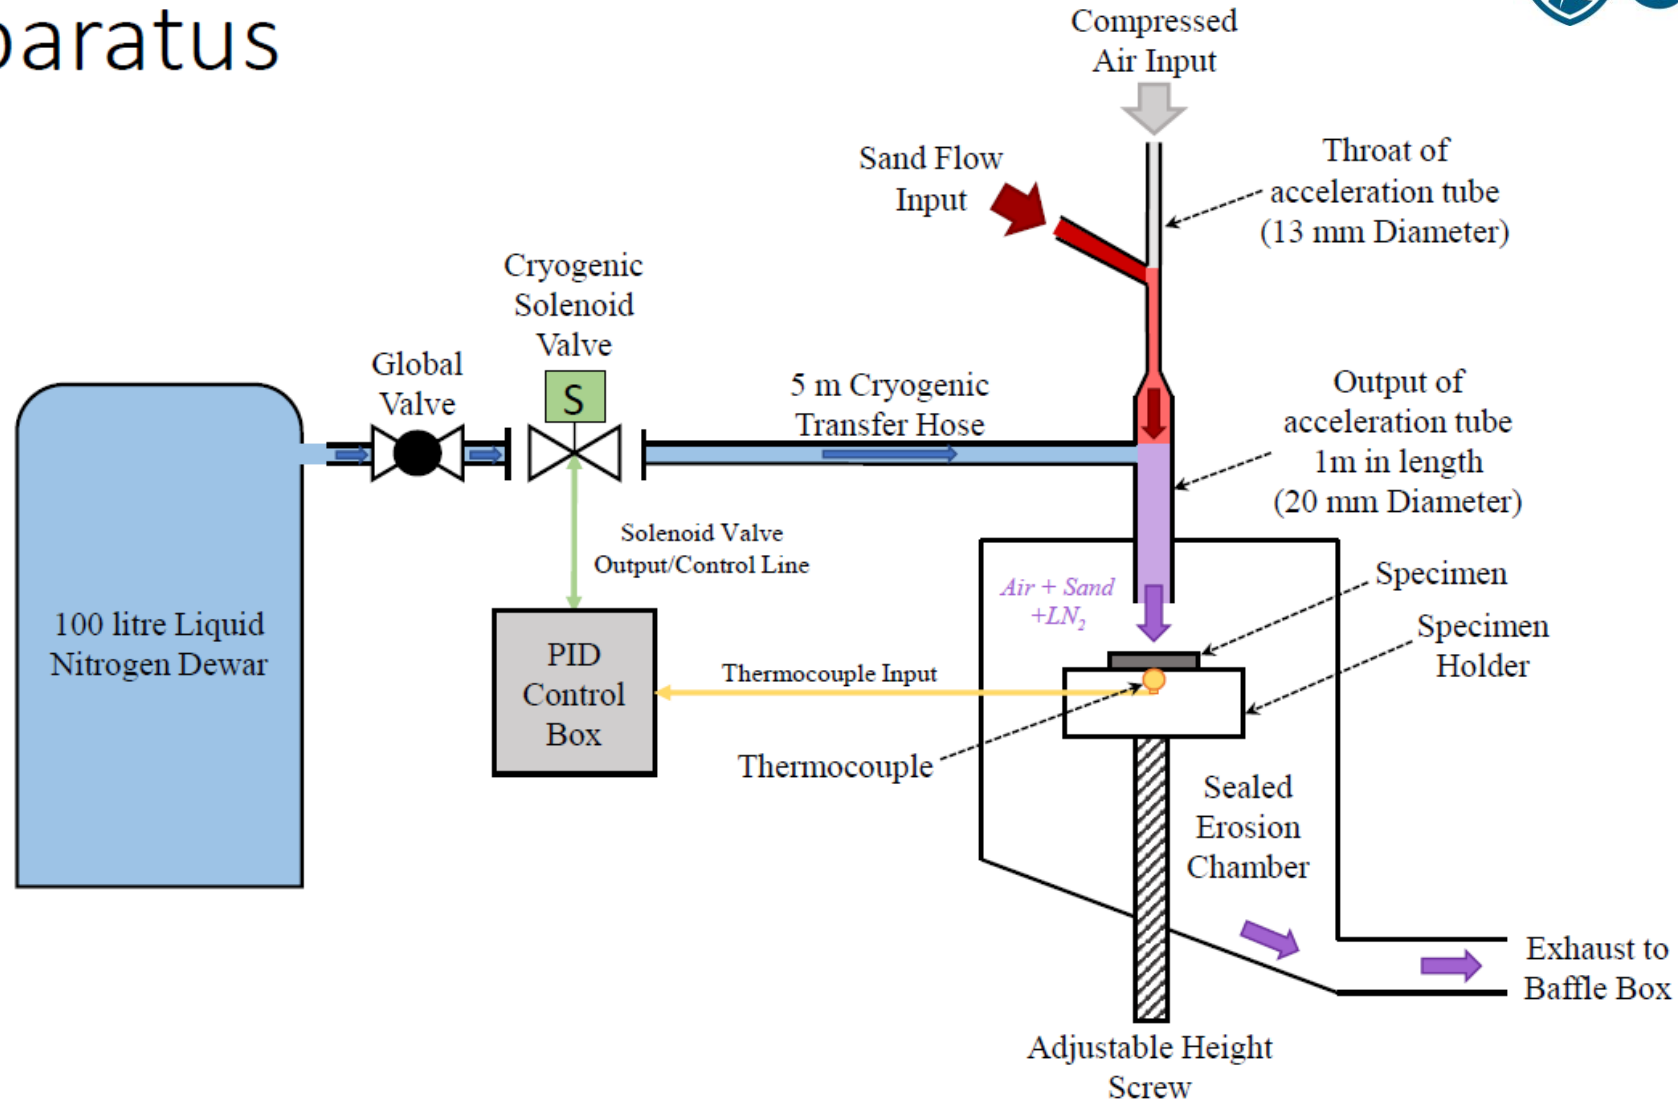 paratus
Compressed
Air Input
Sand Flow
Input
Throat of
acceleration tube
(13 mm Diameter)
Cryogenic
Solenoid
Valve
S
Global
Valve
5 m Cryogenic
Transfer Hose
Output of
acceleration tube
1m in length
(20 mm Diameter)
Solenoid Valve
Output/Control Line
100 litre Liquid
Nitrogen Dewar
PID
Control
Box
Thermocouple Input
Air + Sand
+LN₂
Specimen
Specimen
Holder
Thermocouple
Sealed
Erosion
Chamber
Exhaust to
Baffle Box
Adjustable Height
Screw